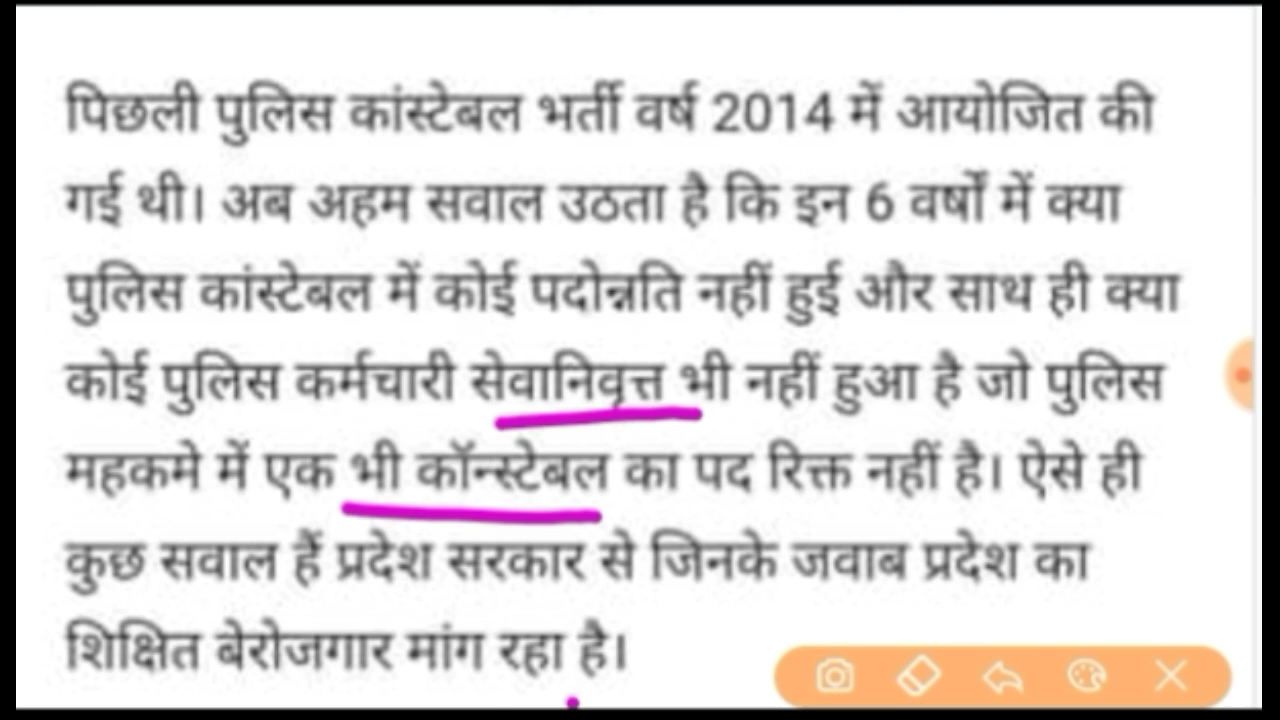 पिछली पुलिस कांस्टेबल भर्ती वर्ष 2014 में आयोजित की
गई थी। अब अहम सवाल उठता है कि इन 6 वर्षों में क्या
पुलिस कांस्टेबल में कोई पदोन्नति नहीं हुई और साथ ही क्या
कोई पुलिस कर्मचारी सेवानिवृत्त भी नहीं हुआ है जो पुलिस
महकमे में एक भी कॉन्स्टेबल का पद रिक्त नहीं है। ऐसे ही
कुछ सवाल हैं प्रदेश सरकार से जिनके जवाब प्रदेश का
शिक्षित बेरोजगार मांग रहा है।